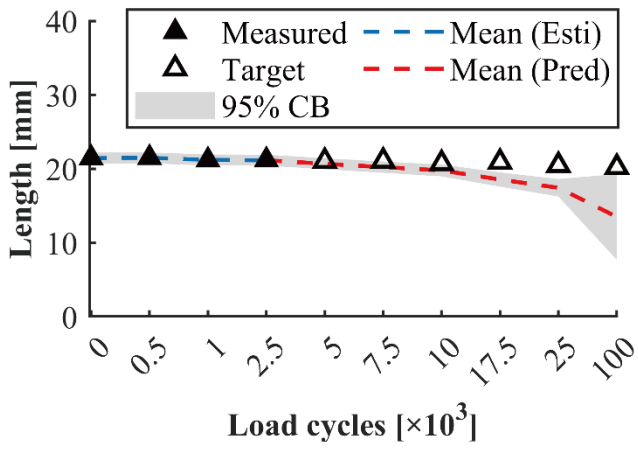 40
30
20
10
0
Length [mm]
Measured
Mean (Esti)
Target
Mean (Pred)
95% CB
0
0.5
1
2.5
5
7.5
10
17.5
25
100
Load cycles [×10³]